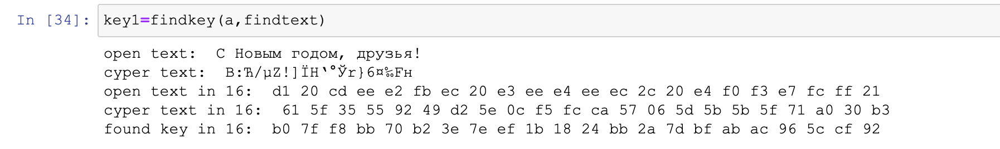 In [34]: key1=findkey(a,findtext)
open text:  С Новым годом, друзья!
cyper text:  В:Ћ/µZ!]ЇН‛°Ўг}6¤‰Fн
open text in 16:  d1 20 cd ee e2 fb ec 20 e3 ee e4 ee ec 2c 20 e4 f0 f3 e7 fc ff 21
cyper text in 16:  61 5f 35 55 92 49 d2 5e 0c f5 fc ca 57 06 5d 5b 5b 5f 71 a0 30 b3
found key in 16:  b0 7f f8 bb 70 b2 3e 7e ef 1b 18 24 bb 2a 7d bf ab ac 96 5c cf 92